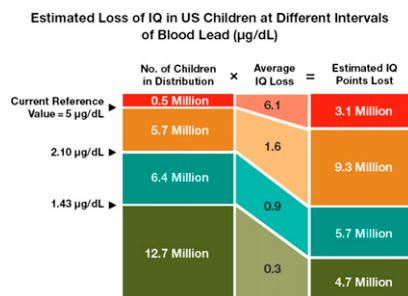 Estimated Loss of IQ in US Children at Different Intervals
of Blood Lead (µg/dL)
No. of Children
in Distribution
×
Average
IQ Loss
=
Estimated IQ
Points Lost
Current Reference
Value = 5 µg/dL
0.5 Million
6.1
3.1 Million
5.7 Million
1.6
9.3 Million
2.10 µg/dL
6.4 Million
0.9
5.7 Million
1.43 µg/dL
12.7 Million
0.3
4.7 Million